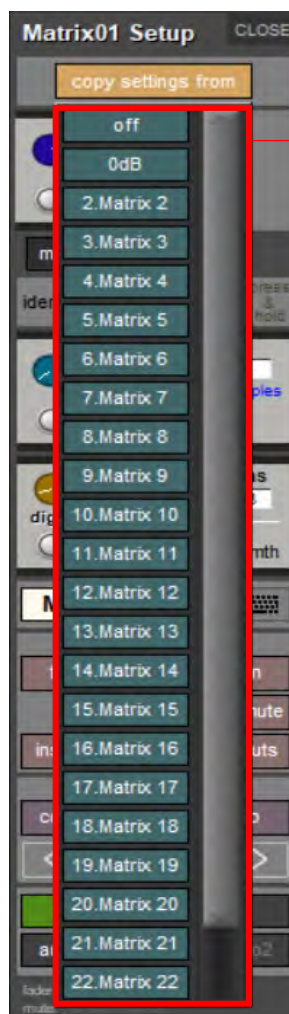 Matrix01 Setup CLOSE
copy settings from
off
0dB
2.Matrix 2
3.Matrix 3
4.Matrix 4
5.Matrix 5
6.Matrix 6
7.Matrix 7
8.Matrix 8
9.Matrix 9
10.Matrix 10
11.Matrix 11
12.Matrix 12
13.Matrix 13
14.Matrix 14
15.Matrix 15
16.Matrix 16
17.Matrix 17
18.Matrix 18
19.Matrix 19
20.Matrix 20
21.Matrix 21
22.Matrix 22